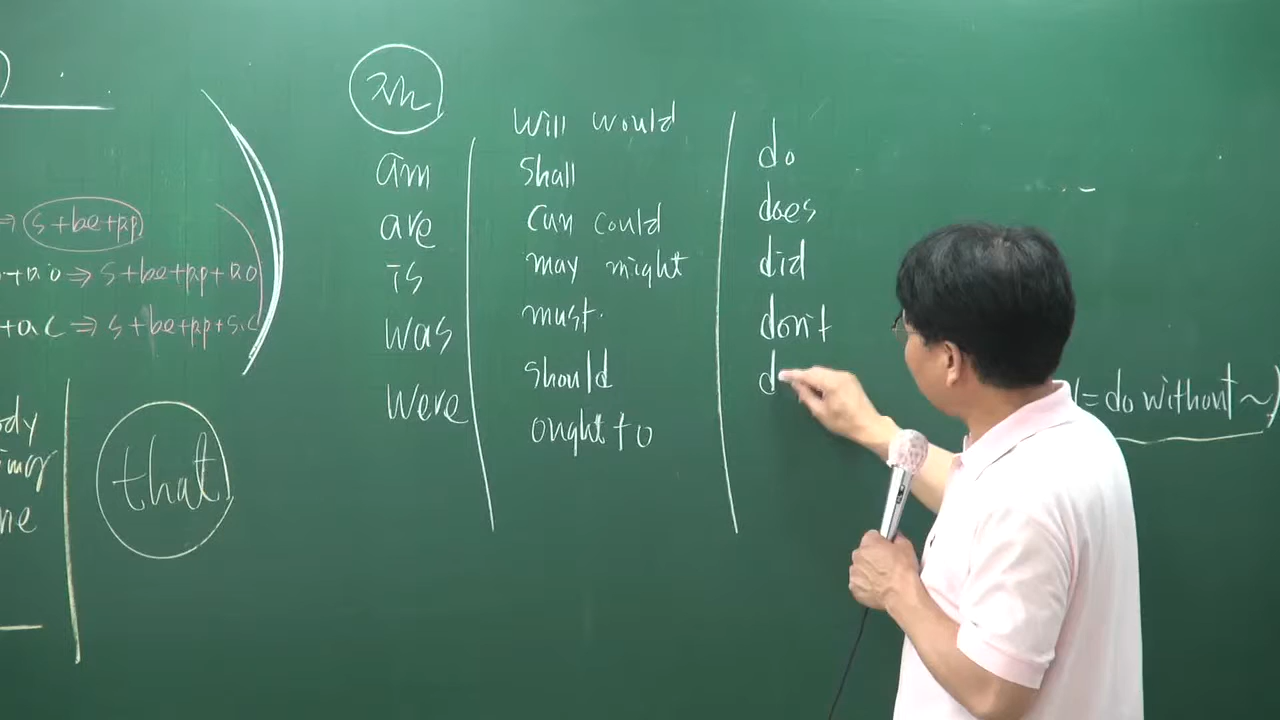 ⇒ s+be+pp
+D.O ⇒ s+be+pp+D.O
+o.c ⇒ s+be+pp+s.c
that
am
are
is
was
were
will would
shall
can could
may might
must.
should
ought to
do
does
did
don't
d
(= do without ~)